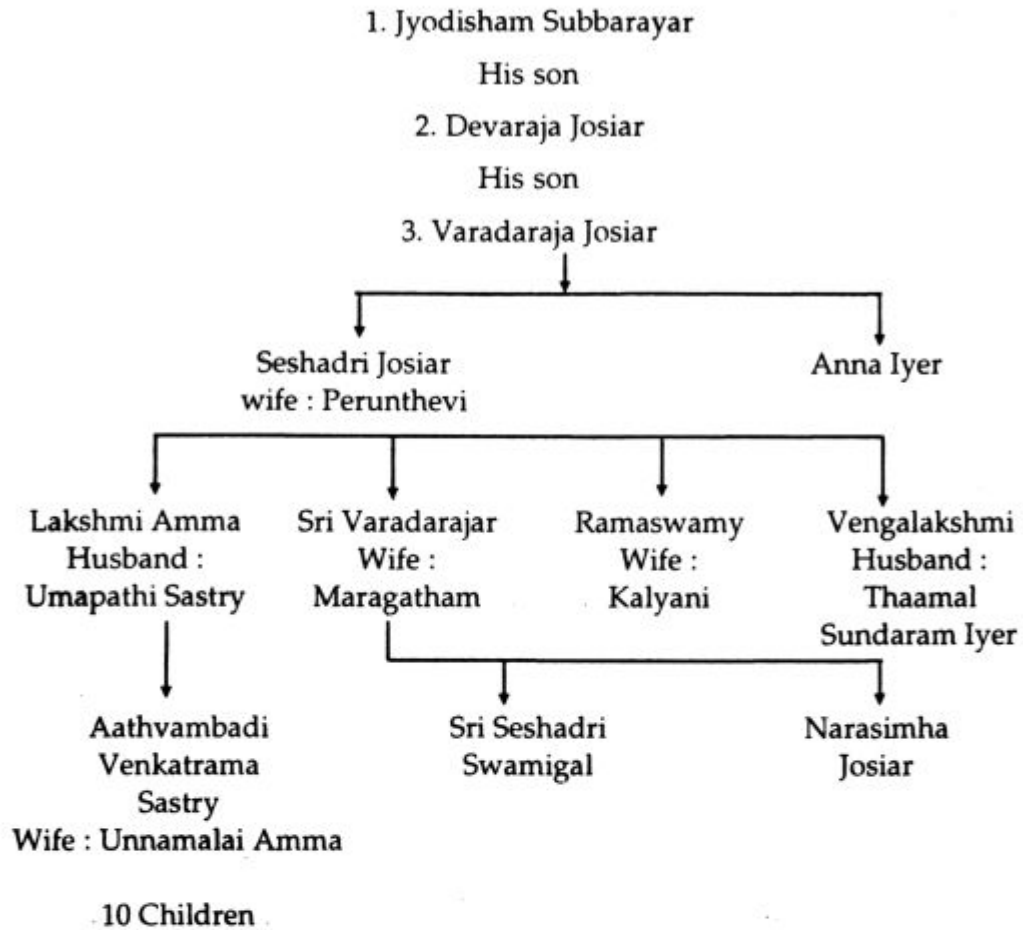 1. Jyodisham Subbarayar
His son
2. Devaraja Josiar
His son
3. Varadaraja Josiar
Seshadri Josiar
wife : Perunthevi
Anna Iyer
Lakshmi Amma
Husband :
Umapathi Sastry
Sri Varadarajar
Wife :
Maragatham
Ramaswamy
Wife :
Kalyani
Vengalakshmi
Husband :
Thaamal
Sundaram Iyer
Aathvambadi
Venkatrama
Sastry
Wife : Unnamalai Amma
10 Children
Sri Seshadri
Swamigal
Narasimha
Josiar